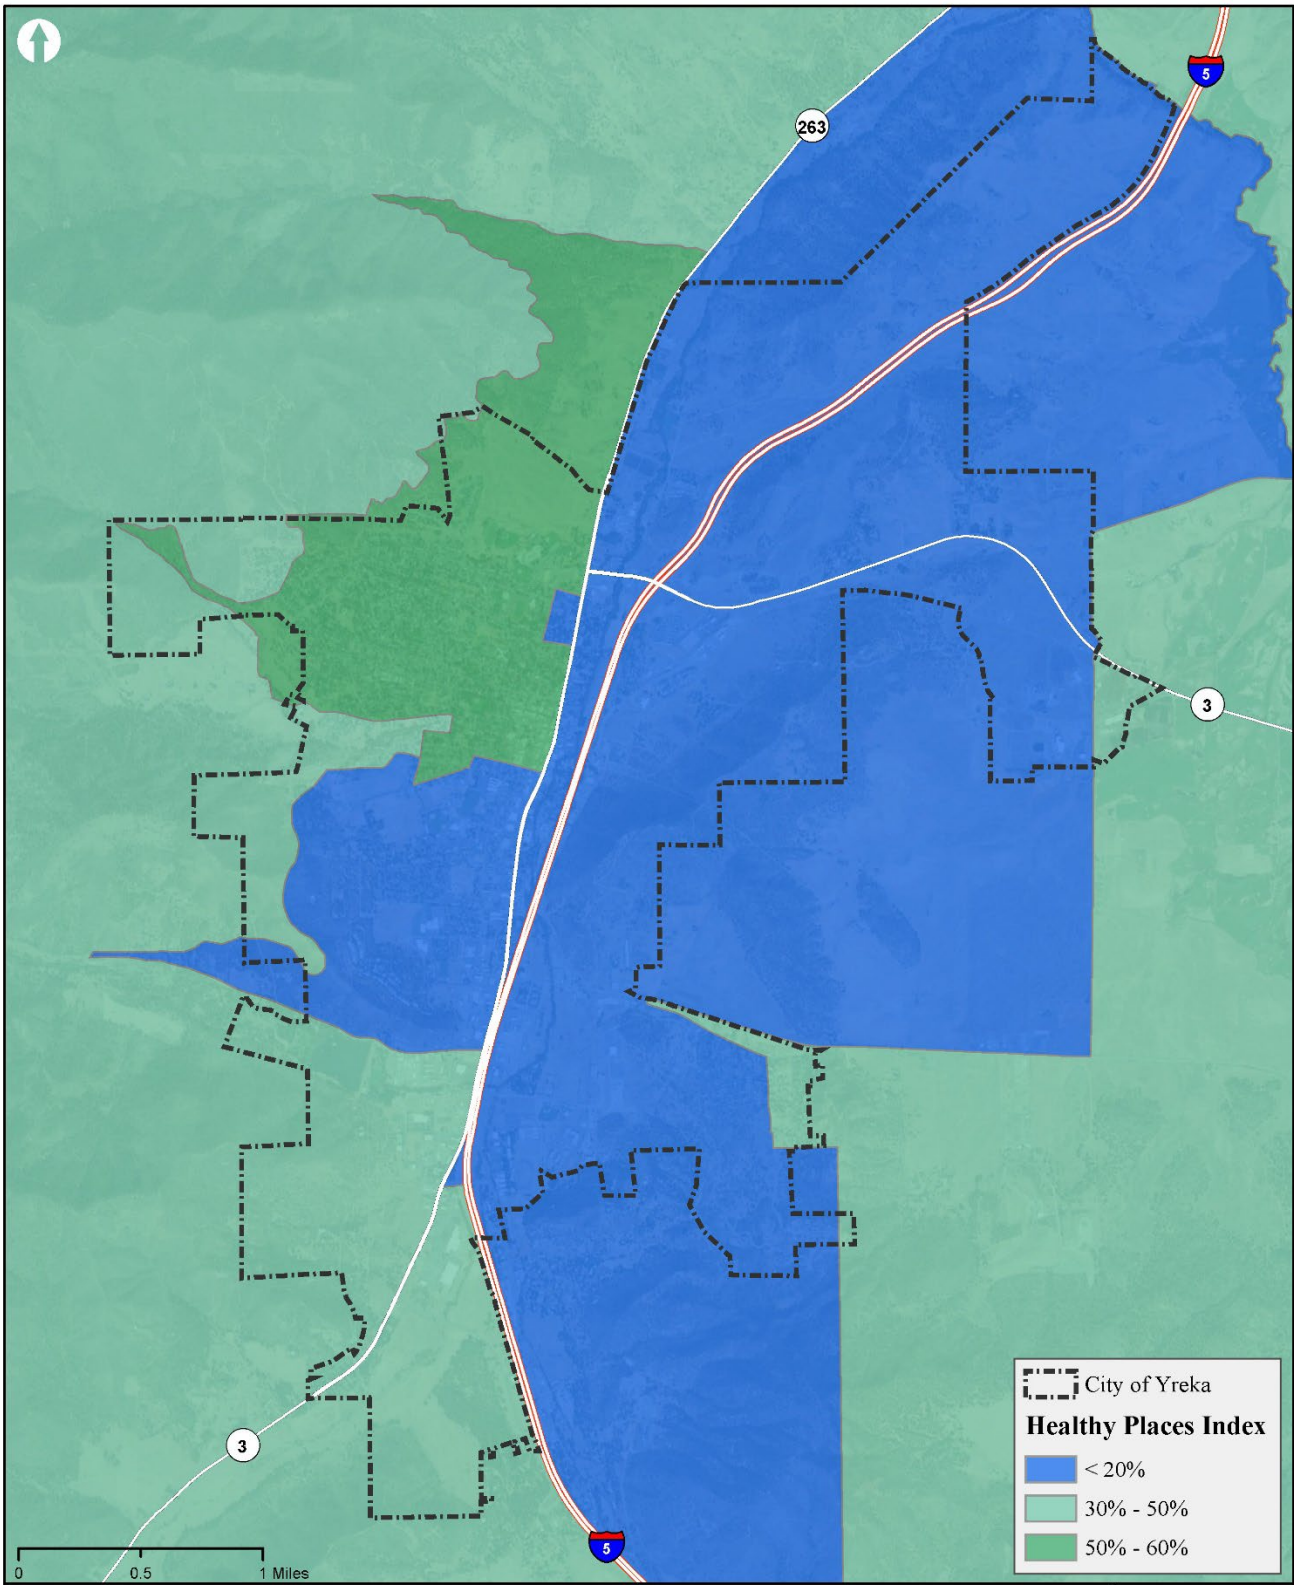 5
263
3
3
5
0 0.5 1 Miles
City of Yreka
Healthy Places Index
< 20%
30% - 50%
50% - 60%